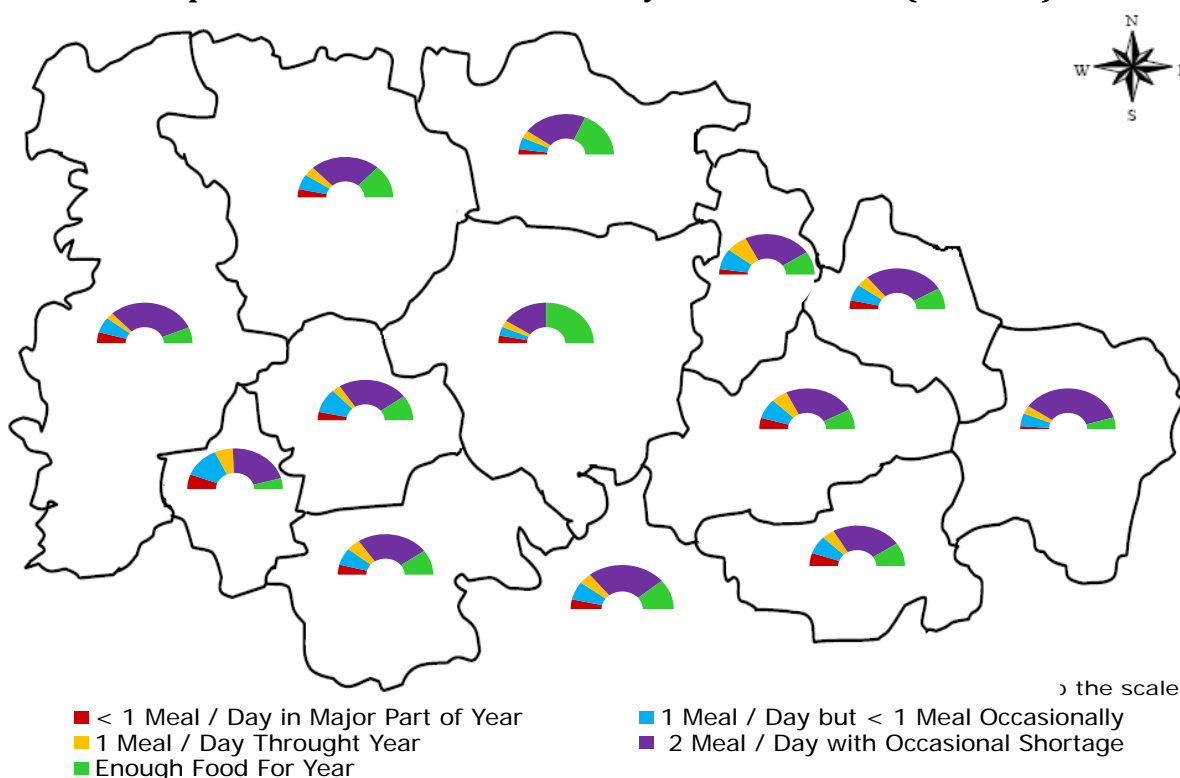 N
W
S
the scale
< 1 Meal / Day in Major Part of Year
1 Meal / Day but < 1 Meal Occasionally
1 Meal / Day Throught Year
2 Meal / Day with Occasional Shortage
Enough Food For Year